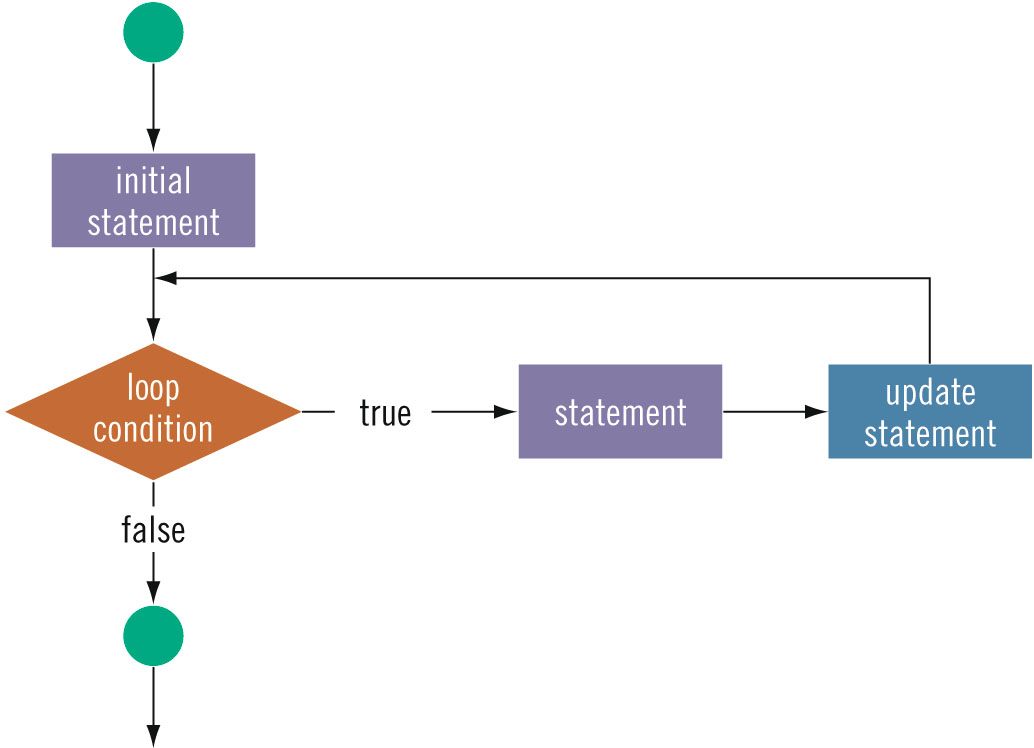 initial
statement
loop
condition
true
statement
update
statement
false